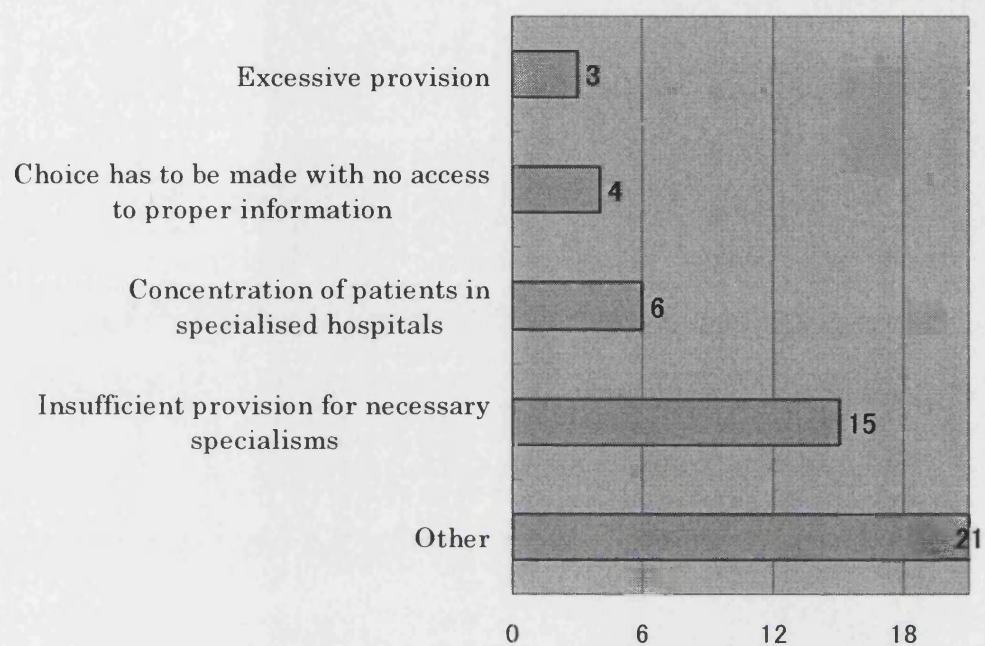 Excessive provision
3
Choice has to be made with no access
to proper information
4
Concentration of patients in
specialised hospitals
6
Insufficient provision for necessary
specialisms
15
Other
21
0 6 12 18